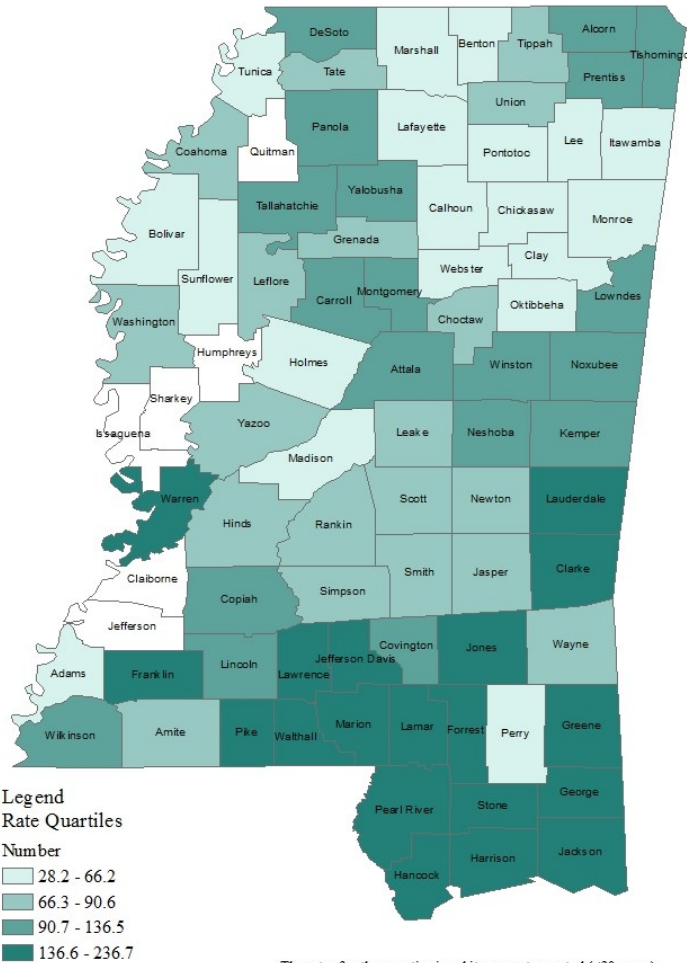 DeSoto
Marshall
Benton
Tippah
Alcorn
Tishomingo
Tunica
Tate
Prentiss
Union
Panola
Lafayette
Lee
Itawamba
Coahoma
Quitman
Pontotoc
Tallahatchie
Yalobusha
Calhoun
Chickasaw
Monroe
Bolivar
Grenada
Sunflower
Leflore
Webster
Clay
Carroll
Montgomery
Oktibbeha
Lowndes
Washington
Choctaw
Humphreys
Holmes
Attala
Winston
Noxubee
Sharkey
Issaquena
Yazoo
Leake
Neshoba
Kemper
Madison
Warren
Hinds
Rankin
Scott
Newton
Lauderdale
Claiborne
Copiah
Simpson
Smith
Jasper
Clarke
Jefferson
Adams
Franklin
Lincoln
Lawrence
Jefferson Davis
Covington
Jones
Wayne
Wilkinson
Amite
Pike
Walthall
Marion
Lamar
Forrest
Perry
Greene
Pearl River
Stone
George
Hancock
Harrison
Jackson
Legend
Rate Quartiles
Number
28.2 - 66.2
66.3 - 90.6
90.7 - 136.5
136.6 - 236.7